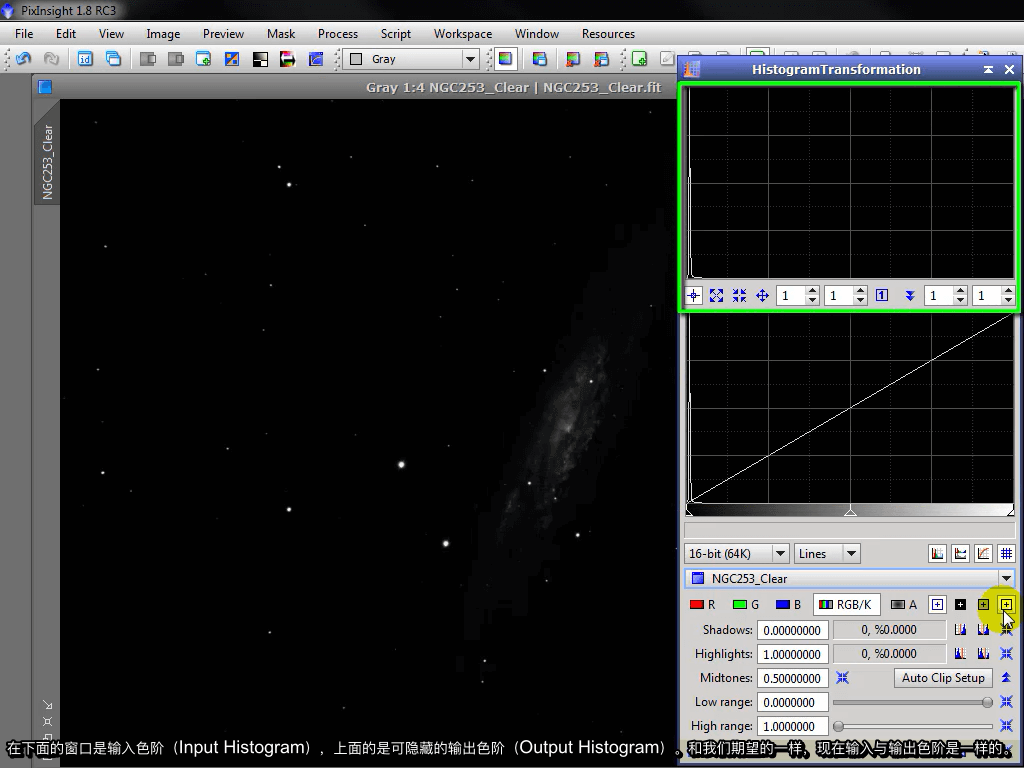 PixInsight 1.8 RC3
File Edit View Image Preview Mask Process Script Workspace Window Resources
Gray
HistogramTransformation
Gray 1:4 NGC253_Clear | NGC253_Clear.fit
NGC253_Clear
1 1 1 1 1
16-bit (64K) Lines
NGC253_Clear
R G B RGB/K A
Shadows: 0.00000000 0, %0.0000
Highlights: 1.00000000 0, %0.0000
Midtones: 0.50000000 Auto Clip Setup
Low range: 0.0000000
High range: 1.0000000
在下面的窗口是输入色阶（Input Histogram），上面的是可隐藏的输出色阶（Output Histogram）。和我们期望的一样，现在输入与输出色阶是一样的。